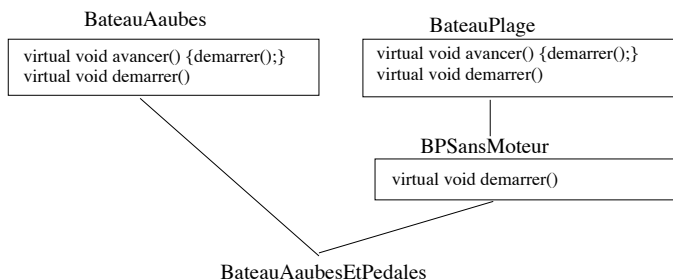 BateauAaubes
virtual void avancer() {demarrer();}
virtual void demarrer()
BateauPlage
virtual void avancer() {demarrer();}
virtual void demarrer()
BPSansMoteur
virtual void demarrer()
BateauAaubesEtPedales